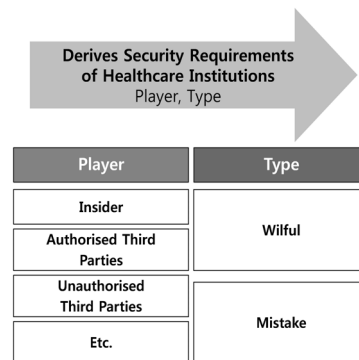 Derives Security Requirements
of Healthcare Institutions
Player, Type
Player
Type
Insider
Authorised Third
Parties
Wilful
Unauthorised
Third Parties
Mistake
Etc.